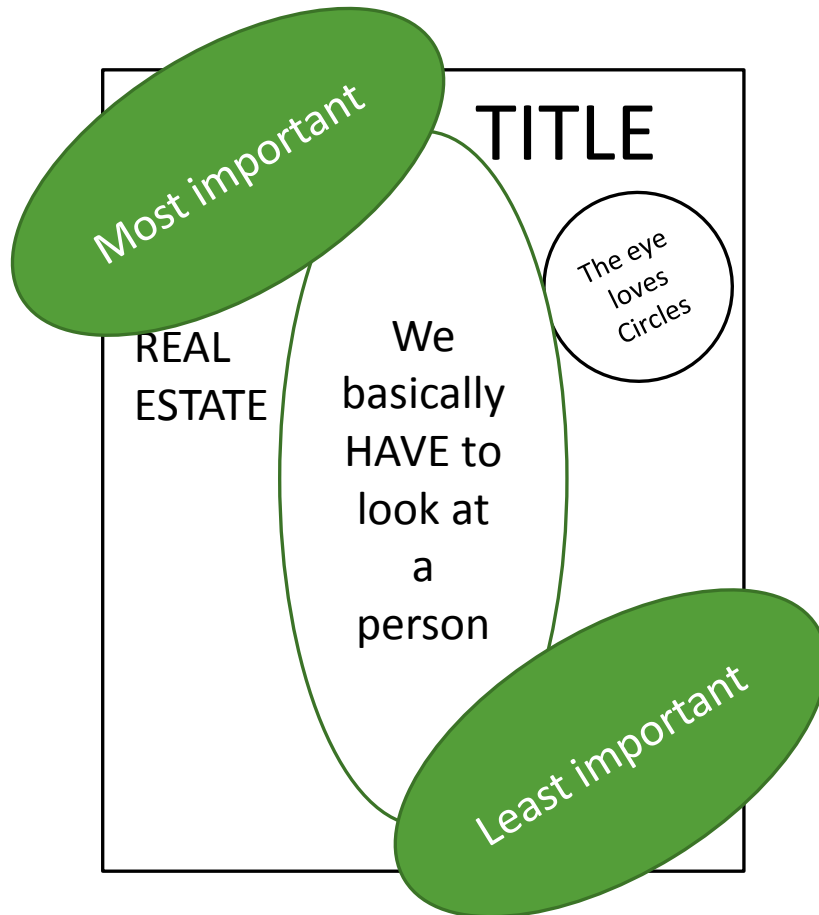 Most important
TITLE
The eye
loves
Circles
REAL
ESTATE
We
basically
HAVE to
look at
a
person
Least important